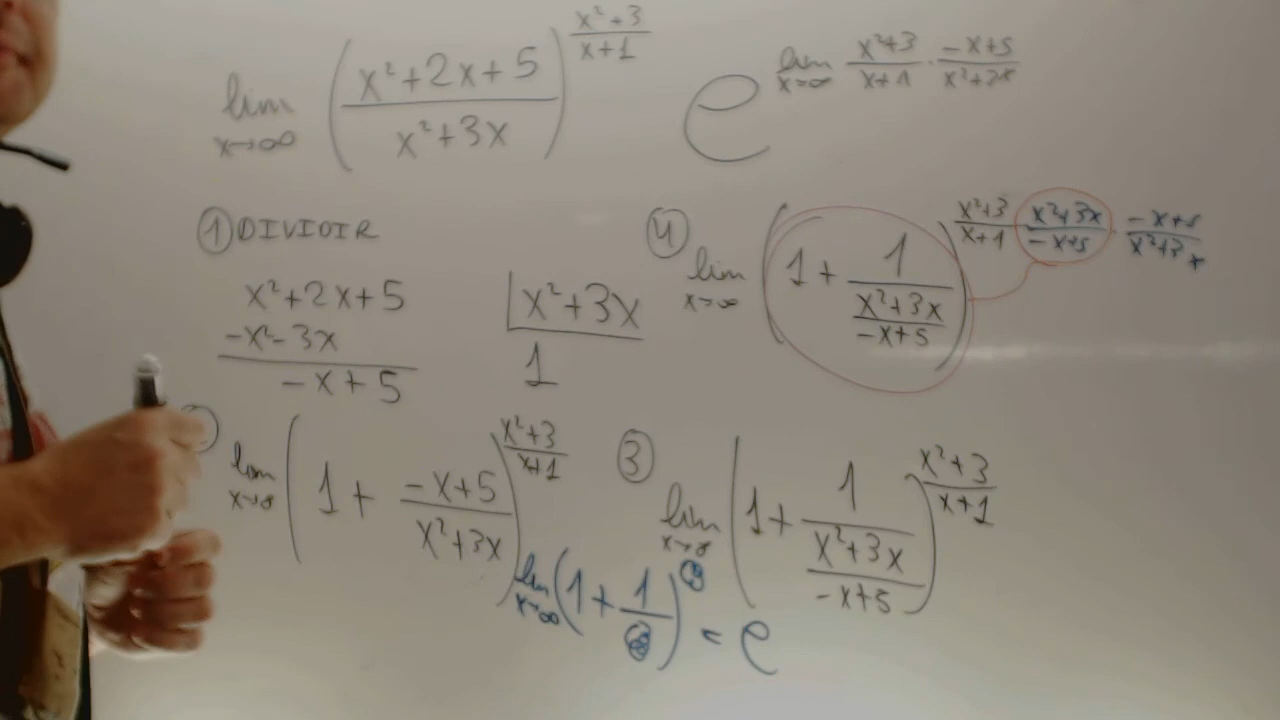 lim x→∞ ( (x²+2x+5)/(x²+3x) )^((x²+3)/(x+1))
e^(lim x→∞ (x²+3)/(x+1) · (-x+5)/(x²+3x))
① DIVIDIR
x²+2x+5 | x²+3x
-x²-3x 1
-x+5
lim x→∞ ( 1 + (-x+5)/(x²+3x) )^((x²+3)/(x+1))
③ lim x→∞ ( 1 + 1/((x²+3x)/(-x+5)) )^((x²+3)/(x+1))
④ lim x→∞ ( 1 + 1/((x²+3x)/(-x+5)) )^((x²+3)/(x+1) · (x²+3x)/(-x+5) · (-x+5)/(x²+3x))
lim x→∞ ( 1 + 1/☺ )^☺ = e